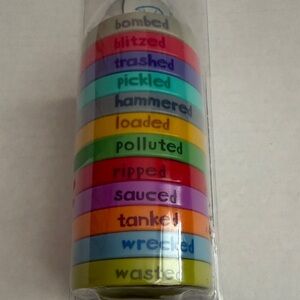 bombed
blitzed
trashed
pickled
hammered
loaded
polluted
ripped
sauced
tanked
wrecked
wasted